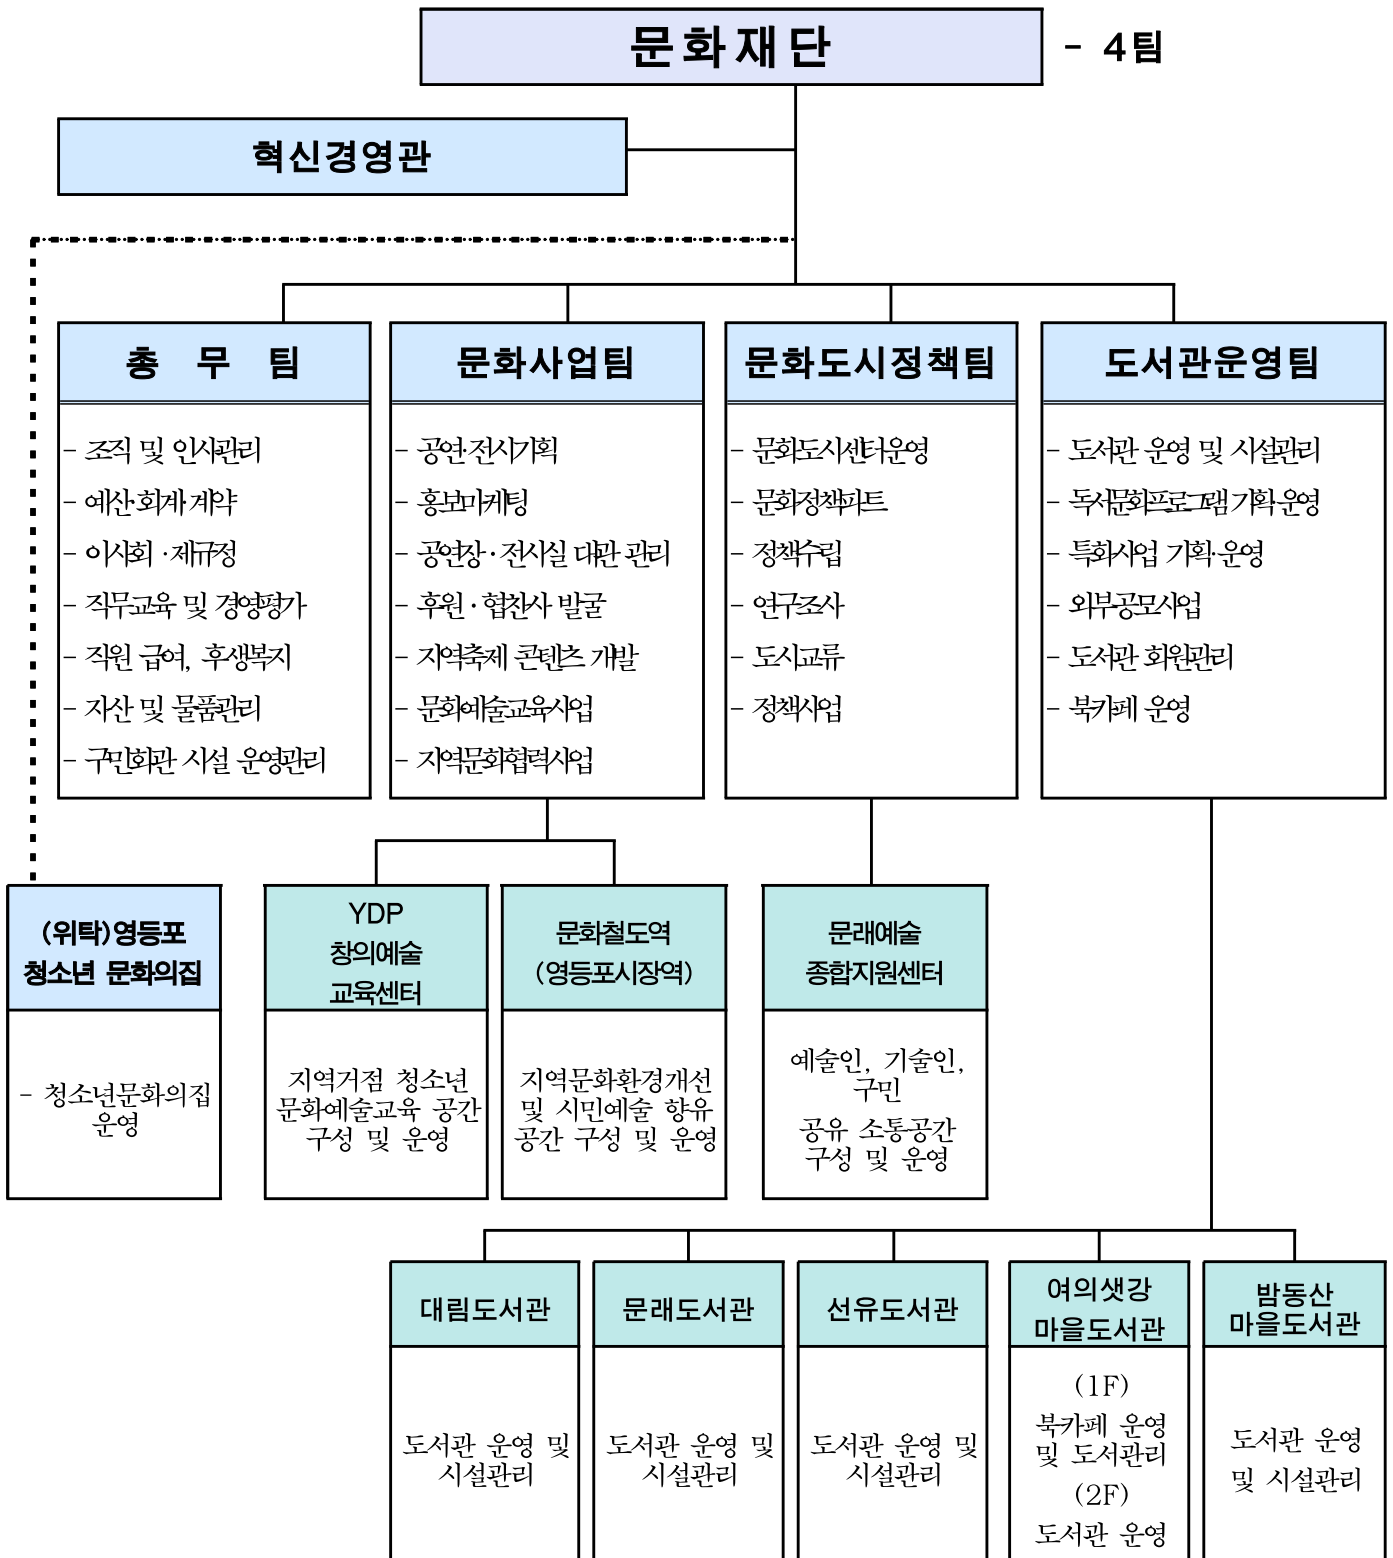 문화재단 - 4팀
혁신경영관
총 무 팀
- 조직 및 인사관리
- 예산·회계·계약
- 이사회 · 제규정
- 직무교육 및 경영평가
- 직원 급여, 후생복지
- 자산 및 물품관리
- 구민회관 시설 운영관리
문화사업팀
- 공연·전시기획
- 홍보마케팅
- 공연장 · 전시실 대관 관리
- 후원 · 협찬사 발굴
- 지역축제 콘텐츠 개발
- 문화예술교육사업
- 지역문화협력사업
문화도시정책팀
- 문화도시센터운영
- 문화정책파트
- 정책수립
- 연구조사
- 도시교류
- 정책사업
도서관운영팀
- 도서관 운영 및 시설관리
- 독서문화프로그램 기획·운영
- 특화사업 기획·운영
- 외부공모사업
- 도서관 회원관리
- 북카페 운영
(위탁)영등포
청소년 문화의집
- 청소년문화의집
운영
YDP
창의예술
교육센터
지역거점 청소년
문화예술교육 공간
구성 및 운영
문화철도역
(영등포시장역)
지역문화환경개선
및 시민예술 향유
공간 구성 및 운영
문래예술
종합지원센터
예술인, 기술인,
구민
공유 소통공간
구성 및 운영
대림도서관
도서관 운영 및
시설관리
문래도서관
도서관 운영 및
시설관리
선유도서관
도서관 운영 및
시설관리
여의샛강
마을도서관
(1F)
북카페 운영
및 도서관리
(2F)
도서관 운영
밤동산
마을도서관
도서관 운영
및 시설관리